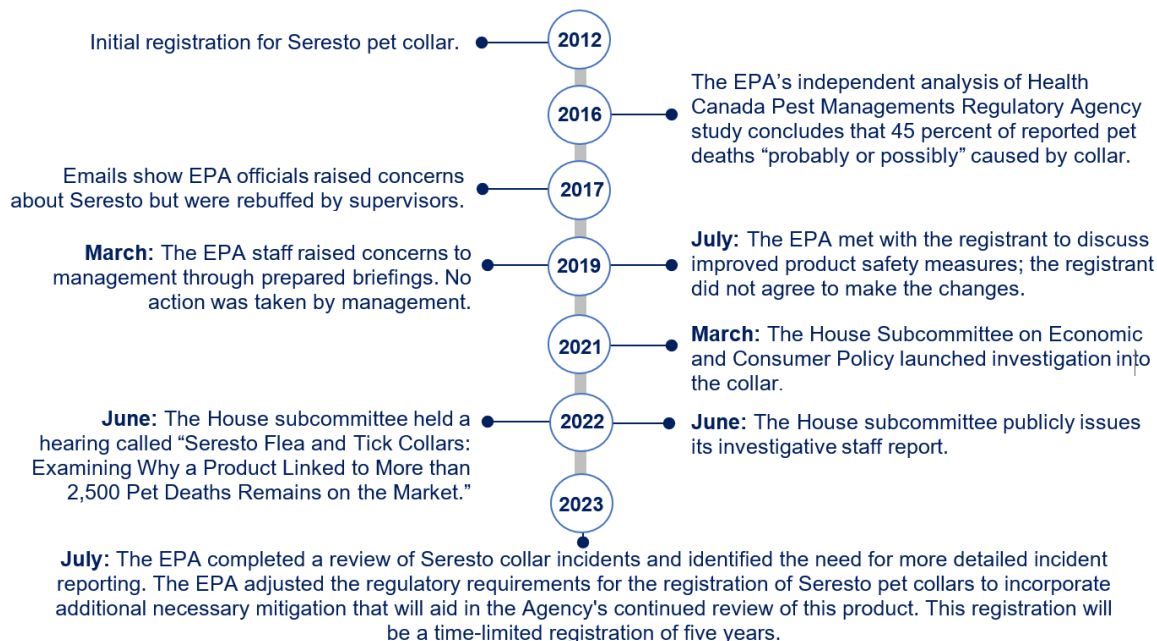 Initial registration for Seresto pet collar.
2012
2016
The EPA’s independent analysis of Health
Canada Pest Managements Regulatory Agency
study concludes that 45 percent of reported pet
deaths “probably or possibly” caused by collar.
Emails show EPA officials raised concerns
about Seresto but were rebuffed by supervisors.
2017
March: The EPA staff raised concerns to
management through prepared briefings. No
action was taken by management.
2019
July: The EPA met with the registrant to discuss
improved product safety measures; the registrant
did not agree to make the changes.
2021
March: The House Subcommittee on Economic
and Consumer Policy launched investigation into
the collar.
June: The House subcommittee held a
hearing called “Seresto Flea and Tick Collars:
Examining Why a Product Linked to More than
2,500 Pet Deaths Remains on the Market.”
2022
June: The House subcommittee publicly issues
its investigative staff report.
2023
July: The EPA completed a review of Seresto collar incidents and identified the need for more detailed incident
reporting. The EPA adjusted the regulatory requirements for the registration of Seresto pet collars to incorporate
additional necessary mitigation that will aid in the Agency's continued review of this product. This registration will
be a time-limited registration of five years.